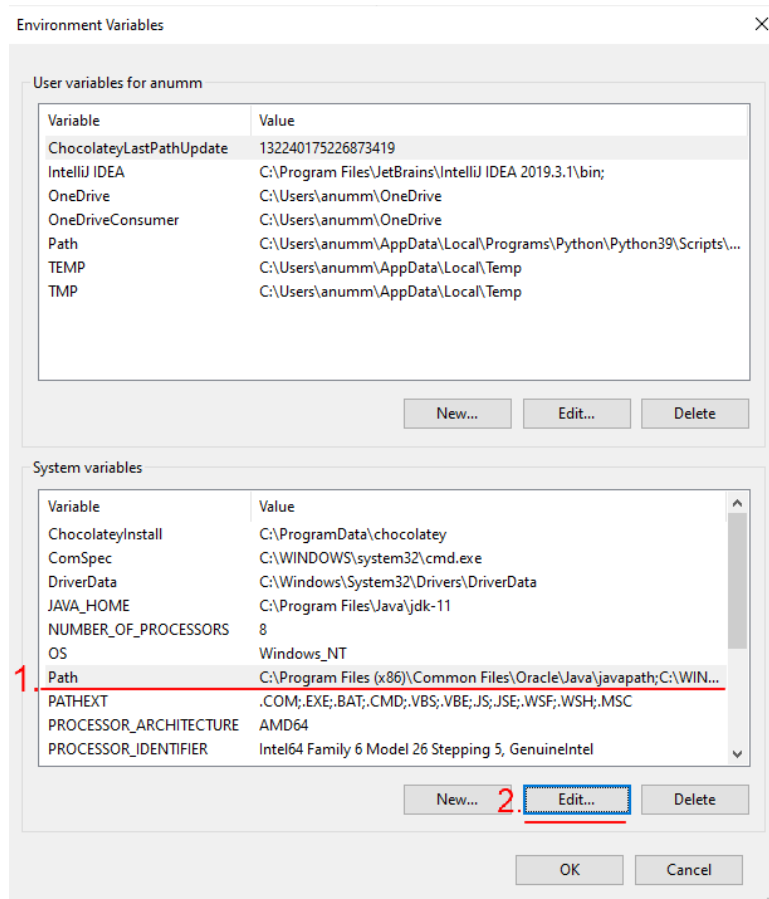 Environment Variables
User variables for anumm
Variable Value
ChocolateyLastPathUpdate 132240175226873419
IntelliJ IDEA C:\Program Files\JetBrains\IntelliJ IDEA 2019.3.1\bin;
OneDrive C:\Users\anumm\OneDrive
OneDriveConsumer C:\Users\anumm\OneDrive
Path C:\Users\anumm\AppData\Local\Programs\Python\Python39\Scripts\...
TEMP C:\Users\anumm\AppData\Local\Temp
TMP C:\Users\anumm\AppData\Local\Temp
New... Edit... Delete
System variables
Variable Value
ChocolateyInstall C:\ProgramData\chocolatey
ComSpec C:\WINDOWS\system32\cmd.exe
DriverData C:\Windows\System32\Drivers\DriverData
JAVA_HOME C:\Program Files\Java\jdk-11
NUMBER_OF_PROCESSORS 8
OS Windows_NT
1. Path C:\Program Files (x86)\Common Files\Oracle\Java\javapath;C:\WIN...
PATHEXT .COM;.EXE;.BAT;.CMD;.VBS;.VBE;.JS;.JSE;.WSF;.WSH;.MSC
PROCESSOR_ARCHITECTURE AMD64
PROCESSOR_IDENTIFIER Intel64 Family 6 Model 26 Stepping 5, GenuineIntel
New... 2. Edit... Delete
OK Cancel